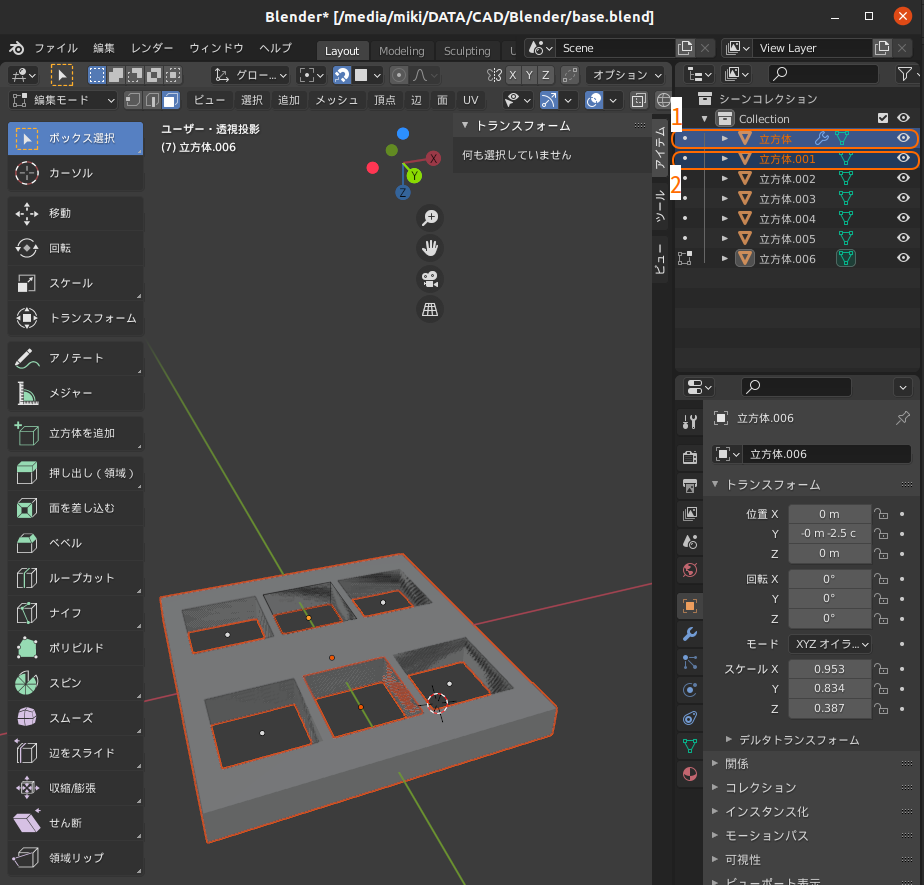 Blender* [/media/miki/DATA/CAD/Blender/base.blend]
ファイル 編集 レンダー ウィンドウ ヘルプ Layout Modeling Sculpting U Scene View Layer
グロー... X Y Z オプション
編集モード ビュー 選択 追加 メッシュ 頂点 辺 面 UV
ボックス選択
カーソル
移動
回転
スケール
トランスフォーム
アノテート
メジャー
立方体を追加
押し出し（領域）
面を差し込む
ベベル
ループカット
ナイフ
ポリビルド
スピン
スムーズ
辺をスライド
収縮/膨張
せん断
領域リップ
ユーザー・透視投影
(7) 立方体.006
X
Y
Z
トランスフォーム
何も選択していません
アイテム
ツール
ビュー
シーンコレクション
Collection
1
立方体
立方体.001
2
立方体.002
立方体.003
立方体.004
立方体.005
立方体.006
立方体.006
立方体.006
トランスフォーム
位置 X 0 m
Y -0 m -2.5 c
Z 0 m
回転 X 0°
Y 0°
Z 0°
モード XYZ オイラ...
スケール X 0.953
Y 0.834
Z 0.387
デルタトランスフォーム
関係
コレクション
インスタンス化
モーションパス
可視性
ビューポート表示